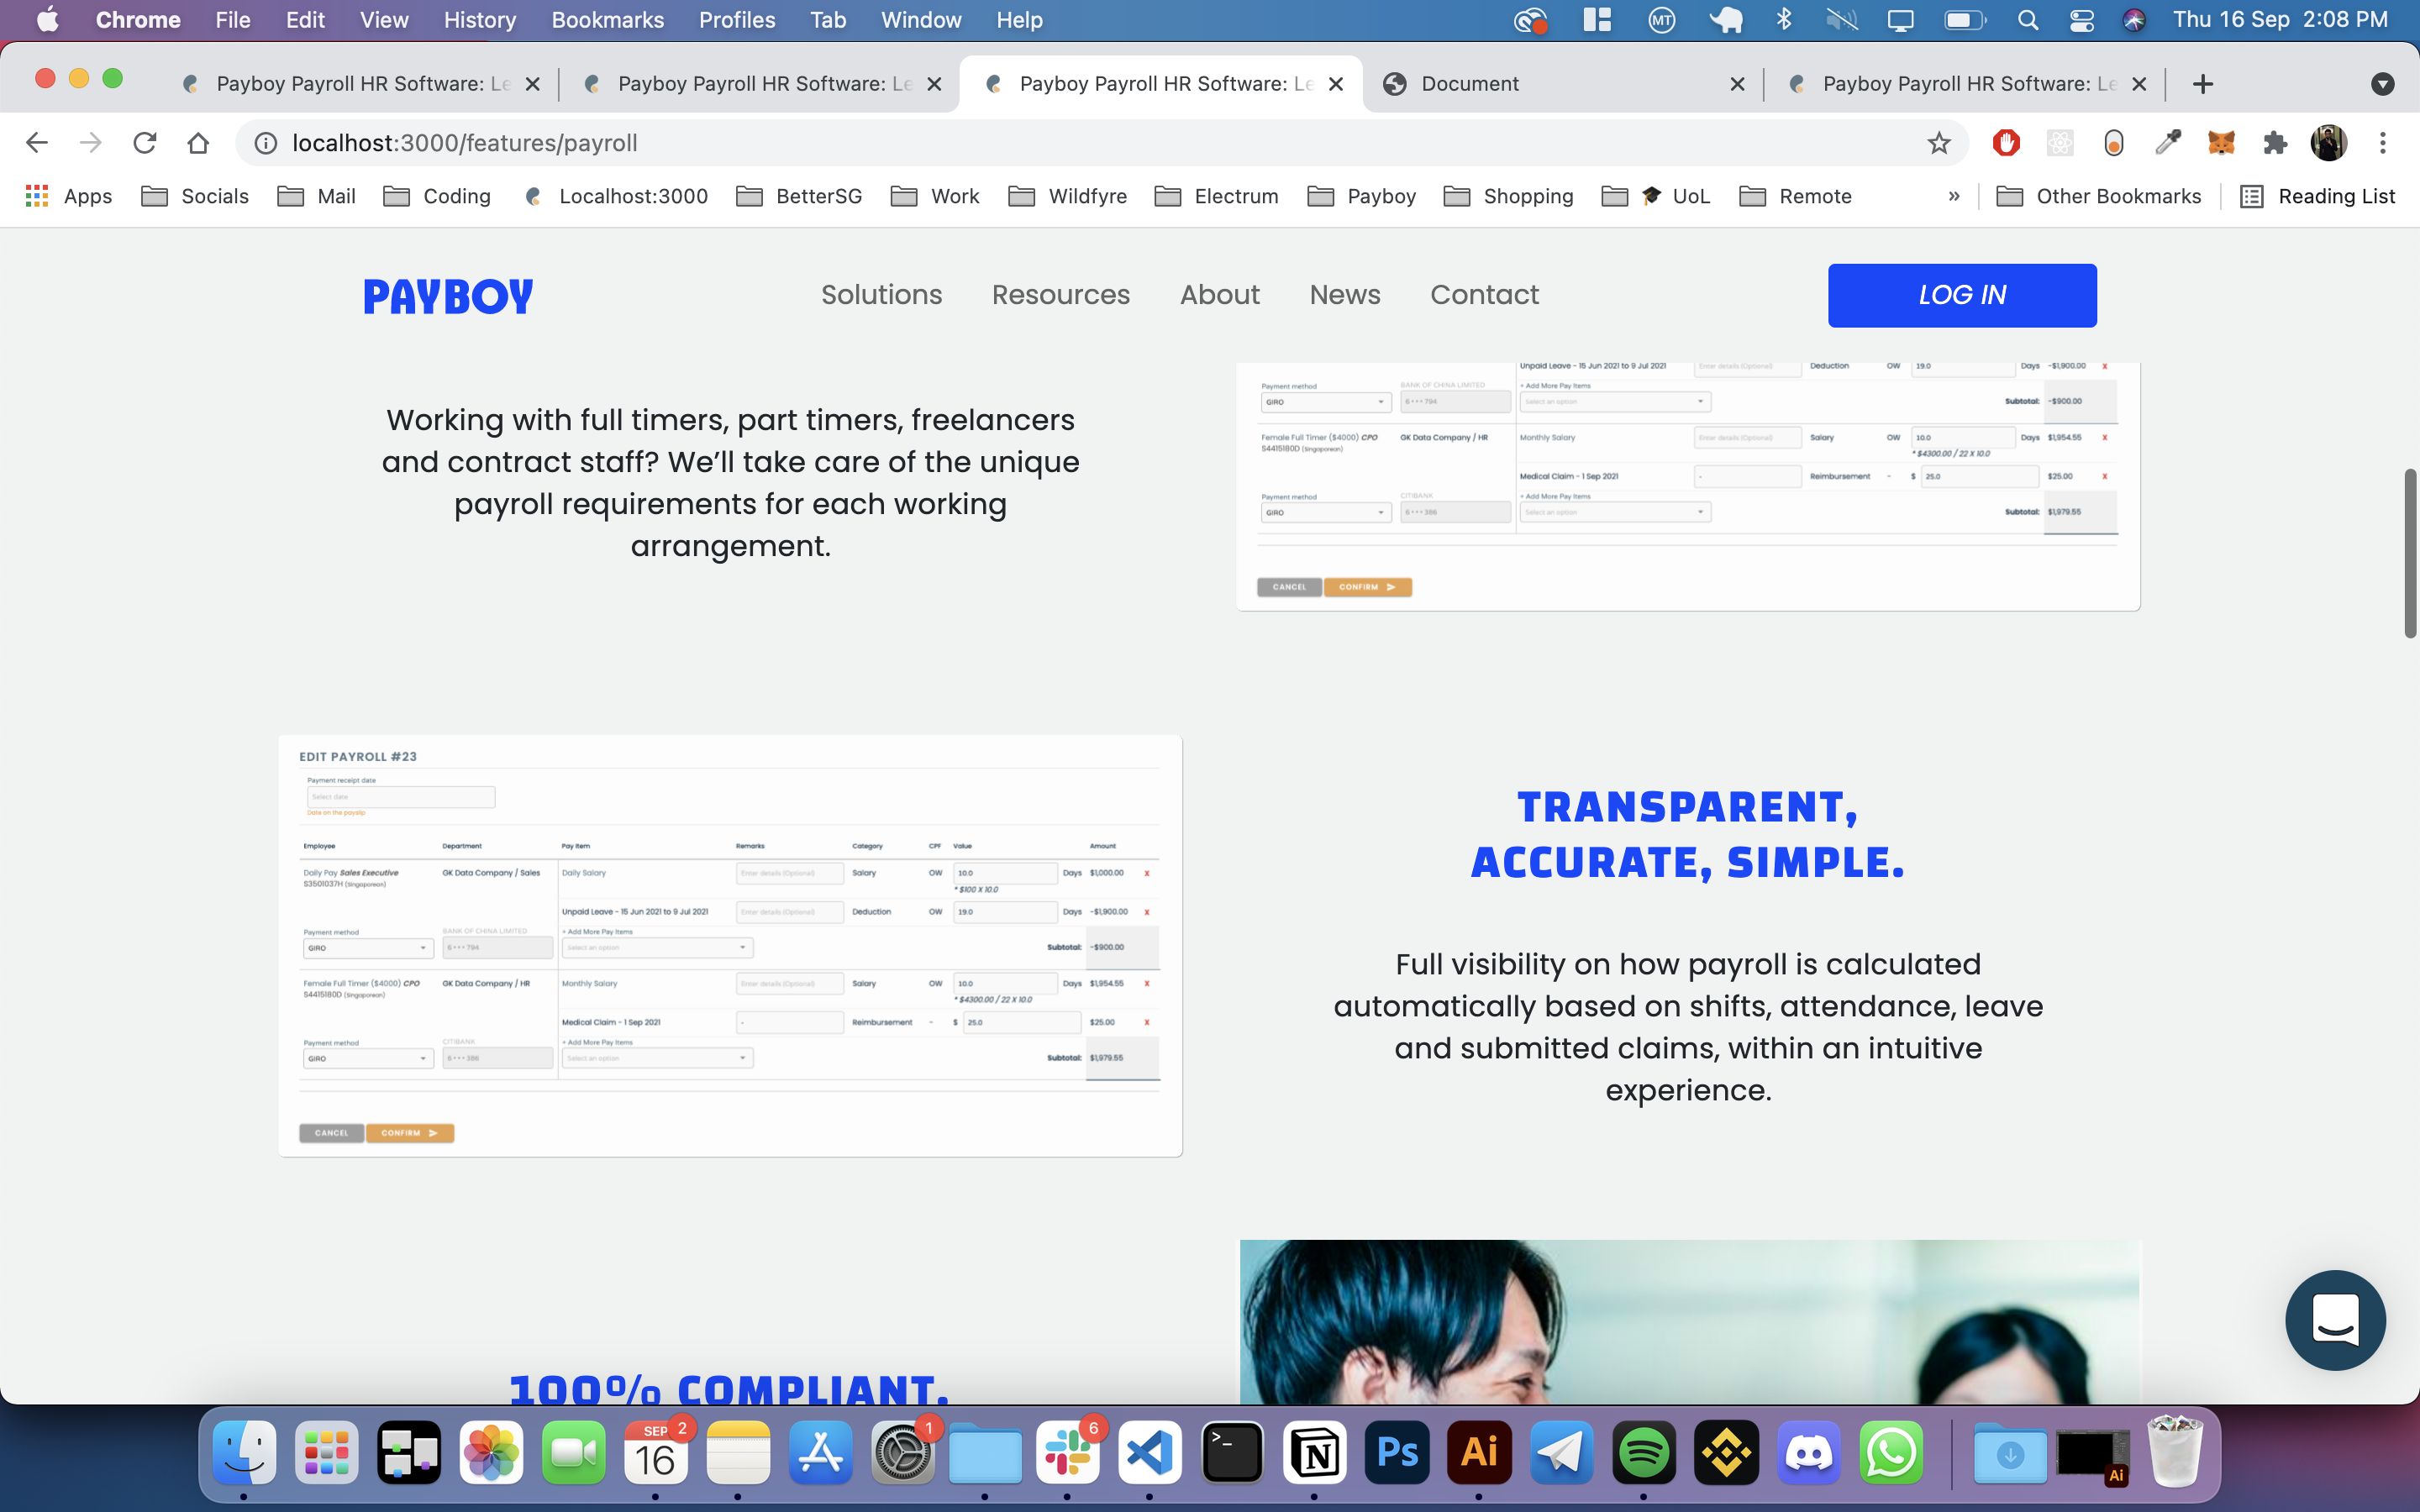 Chrome File Edit View History Bookmarks Profiles Tab Window Help MT Thu 16 Sep 2:08 PM
Payboy Payroll HR Software: Le Payboy Payroll HR Software: Le Payboy Payroll HR Software: Le Document Payboy Payroll HR Software: Le
localhost:3000/features/payroll
Apps Socials Mail Coding Localhost:3000 BetterSG Work Wildfyre Electrum Payboy Shopping UoL Remote » Other Bookmarks Reading List
PAYBOY Solutions Resources About News Contact LOG IN
Working with full timers, part timers, freelancers
and contract staff? We’ll take care of the unique
payroll requirements for each working
arrangement.
Unpaid Leave - 15 Jun 2021 to 9 Jul 2021 Enter details (Optional) Deduction OW 19.0 Days -$1,900.00 X
Payment method BANK OF CHINA LIMITED + Add More Pay Items
GIRO 6•••794 Select an option Subtotal: -$900.00
Female Full Timer ($4000) CPO GK Data Company / HR Monthly Salary Enter details (Optional) Salary OW 10.0 Days $1,954.55 X
S4415180D (Singaporean) * $4300.00 / 22 X 10.0
Medical Claim - 1 Sep 2021 - Reimbursement - $ 25.0 $25.00 X
Payment method CITIBANK + Add More Pay Items
GIRO 6•••386 Select an option Subtotal: $1,979.55
CANCEL CONFIRM
EDIT PAYROLL #23
Payment receipt date
Select date
Date on the payslip
Employee Department Pay Item Remarks Category CPF Value Amount
Daily Pay Sales Executive GK Data Company / Sales Daily Salary Enter details (Optional) Salary OW 10.0 Days $1,000.00 X
S3501037H (Singaporean) * $100 X 10.0
Unpaid Leave - 15 Jun 2021 to 9 Jul 2021 Enter details (Optional) Deduction OW 19.0 Days -$1,900.00 X
Payment method BANK OF CHINA LIMITED + Add More Pay Items
GIRO 6•••794 Select an option Subtotal: -$900.00
Female Full Timer ($4000) CPO GK Data Company / HR Monthly Salary Enter details (Optional) Salary OW 10.0 Days $1,954.55 X
S4415180D (Singaporean) * $4300.00 / 22 X 10.0
Medical Claim - 1 Sep 2021 - Reimbursement - $ 25.0 $25.00 X
Payment method CITIBANK + Add More Pay Items
GIRO 6•••386 Select an option Subtotal: $1,979.55
CANCEL CONFIRM
TRANSPARENT,
ACCURATE, SIMPLE.
Full visibility on how payroll is calculated
automatically based on shifts, attendance, leave
and submitted claims, within an intuitive
experience.
100% COMPLIANT.
SEP 16 2 1 6 >_ N Ps Ai Ai